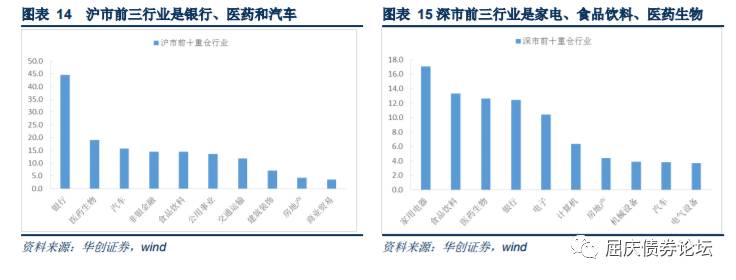 图表 14 沪市前三行业是银行、医药和汽车
沪市前十重仓行业
50.0
45.0
40.0
35.0
30.0
25.0
20.0
15.0
10.0
5.0
0.0
银行
医药生物
汽车
非银金融
食品饮料
公用事业
交通运输
建筑装饰
房地产
商业贸易
资料来源：华创证券，wind
图表 15 深市前三行业是家电、食品饮料、医药生物
深市前十重仓行业
18.0
16.0
14.0
12.0
10.0
8.0
6.0
4.0
2.0
0.0
家用电器
食品饮料
医药生物
银行
电子
计算机
房地产
机械设备
汽车
电气设备
资料来源：华创证券，wind
屈庆债券论坛